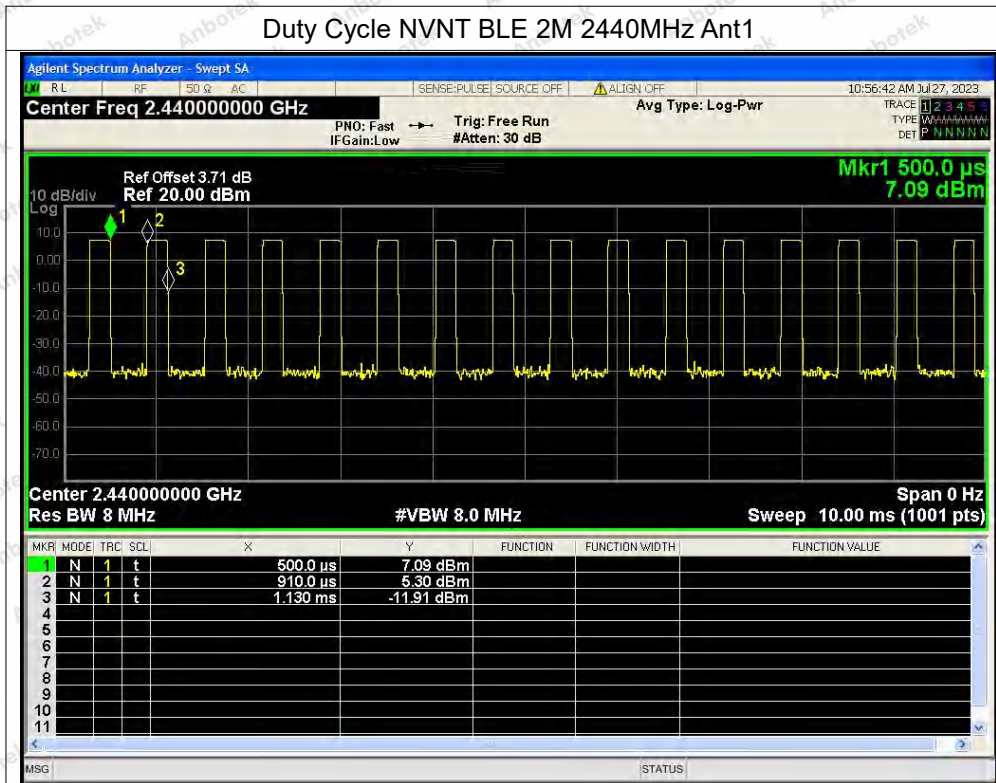 Duty Cycle NVNT BLE 2M 2440MHz Ant1
Agilent Spectrum Analyzer - Swept SA
LXI RL RF 50 Ω AC SENSE:PULSE SOURCE OFF ALIGN OFF 10:56:42 AM Jul 27, 2023
Center Freq 2.440000000 GHz Avg Type: Log-Pwr TRACE 1 2 3 4 5 6
PNO: Fast Trig: Free Run TYPE W
IFGain:Low #Atten: 30 dB DET P N N N N N
Mkr1 500.0 µs
Ref Offset 3.71 dB
10 dB/div Ref 20.00 dBm 7.09 dBm
Log
1
2
10.0
0.00
3
-10.0
-20.0
-30.0
-40.0
-50.0
-60.0
-70.0
Center 2.440000000 GHz Span 0 Hz
Res BW 8 MHz #VBW 8.0 MHz Sweep 10.00 ms (1001 pts)
MKR MODE TRC SCL X Y FUNCTION FUNCTION WIDTH FUNCTION VALUE
1 N 1 t 500.0 µs 7.09 dBm
2 N 1 t 910.0 µs 5.30 dBm
3 N 1 t 1.130 ms -11.91 dBm
4
5
6
7
8
9
10
11
MSG STATUS